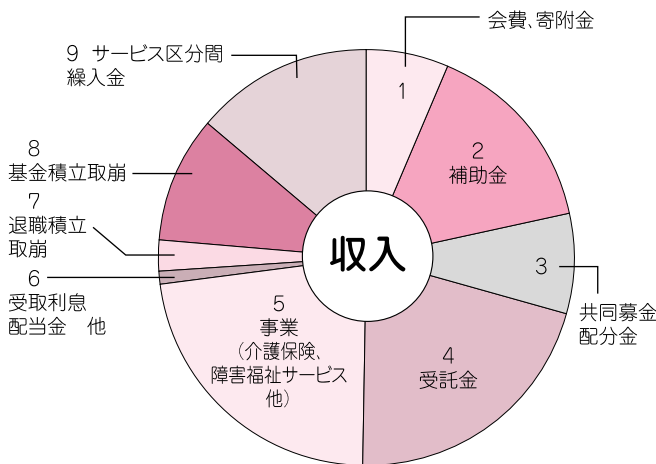 会費、寄附金
1
2
補助金
3
共同募金
配分金
4
受託金
5
事業
(介護保険、
障害福祉サービス
他)
6
受取利息
配当金　他
7
退職積立
取崩
8
基金積立取崩
9 サービス区分間
繰入金
収入